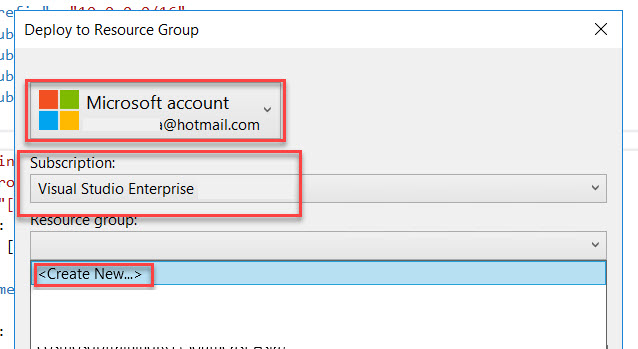 Deploy to Resource Group
Microsoft account
a@hotmail.com
Subscription:
Visual Studio Enterprise
Resource group:
<Create New...>